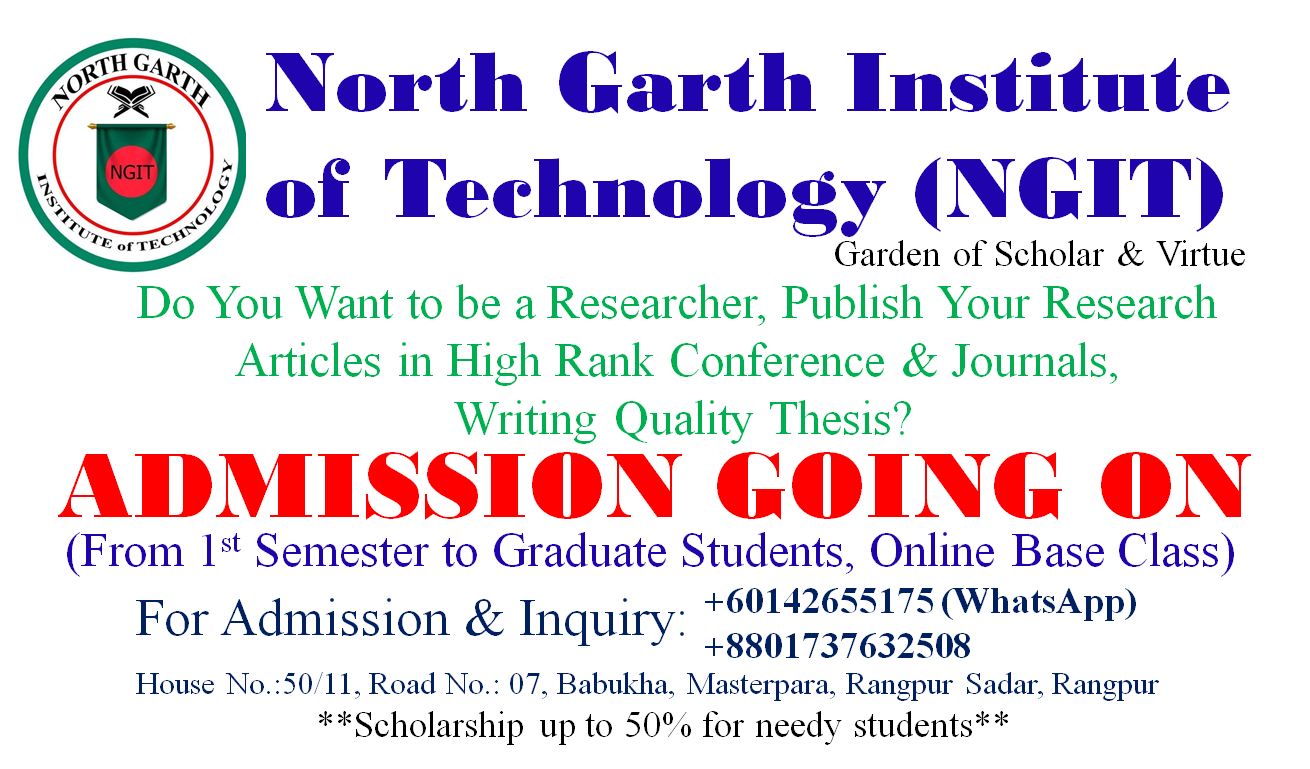 NORTH GARTH
NGIT
INSTITUTE of TECHNOLOGY
North Garth Institute
of Technology (NGIT)
Garden of Scholar & Virtue
Do You Want to be a Researcher, Publish Your Research
Articles in High Rank Conference & Journals,
Writing Quality Thesis?
ADMISSION GOING ON
(From 1st Semester to Graduate Students, Online Base Class)
For Admission & Inquiry: +60142655175 (WhatsApp)
+8801737632508
House No.:50/11, Road No.: 07, Babukha, Masterpara, Rangpur Sadar, Rangpur
**Scholarship up to 50% for needy students**